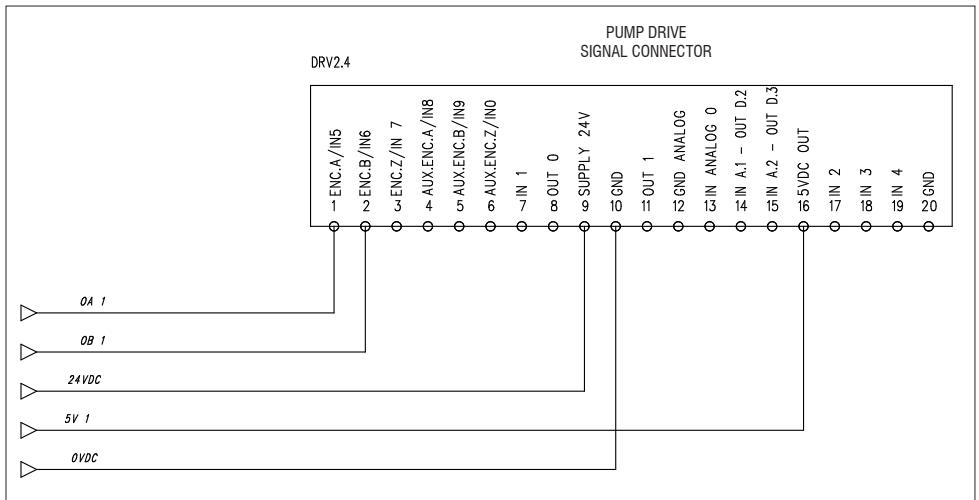 PUMP DRIVE
SIGNAL CONNECTOR
DRV2.4
1 ENC.A/IN5
2 ENC.B/IN6
3 ENC.Z/IN 7
4 AUX.ENC.A/IN8
5 AUX.ENC.B/IN9
6 AUX.ENC.Z/IN0
7 IN 1
8 OUT 0
9 SUPPLY 24V
10 GND
11 OUT 1
12 GND ANALOG
13 IN ANALOG 0
14 IN A.1 - OUT D.2
15 IN A.2 - OUT D.3
16 5VDC OUT
17 IN 2
18 IN 3
19 IN 4
20 GND
0A 1
0B 1
24VDC
5V 1
0VDC